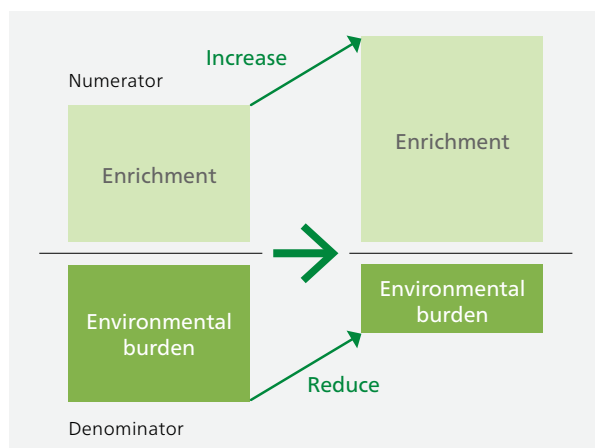 Increase
Numerator
Enrichment
Enrichment
Environmental
burden
Environmental
burden
Reduce
Denominator